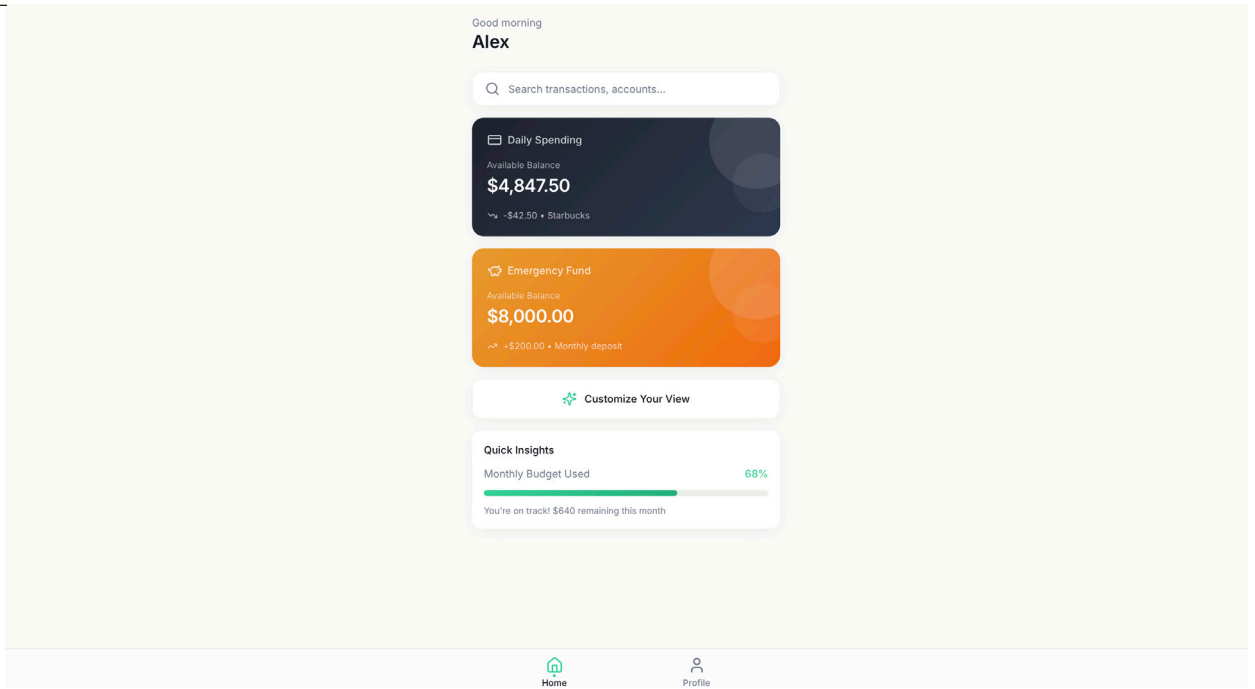 Good morning
Alex
Search transactions, accounts...
Daily Spending
Available Balance
$4,847.50
-$42.50 • Starbucks
Emergency Fund
Available Balance
$8,000.00
+$200.00 • Monthly deposit
Customize Your View
Quick Insights
Monthly Budget Used 68%
You're on track! $640 remaining this month
Home Profile